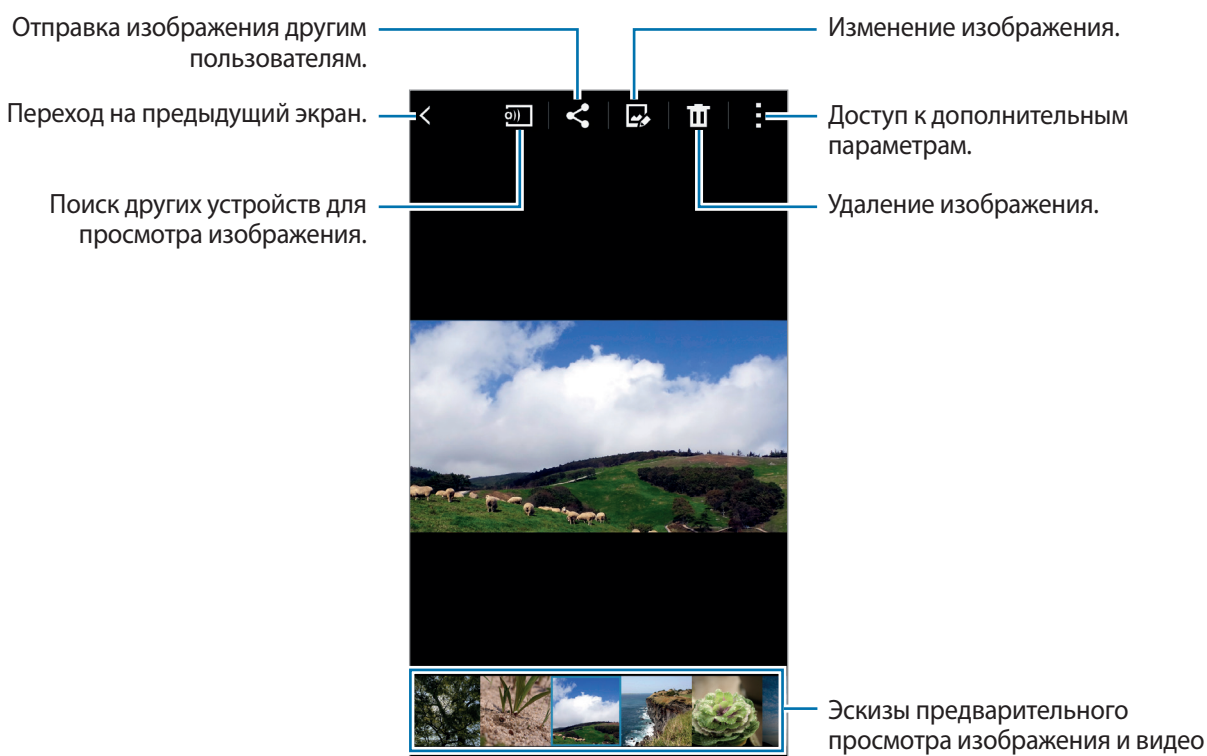 Отправка изображения другим
пользователям.
Изменение изображения.
Переход на предыдущий экран.
Доступ к дополнительным
параметрам.
Поиск других устройств для
просмотра изображения.
Удаление изображения.
Эскизы предварительного
просмотра изображения и видео